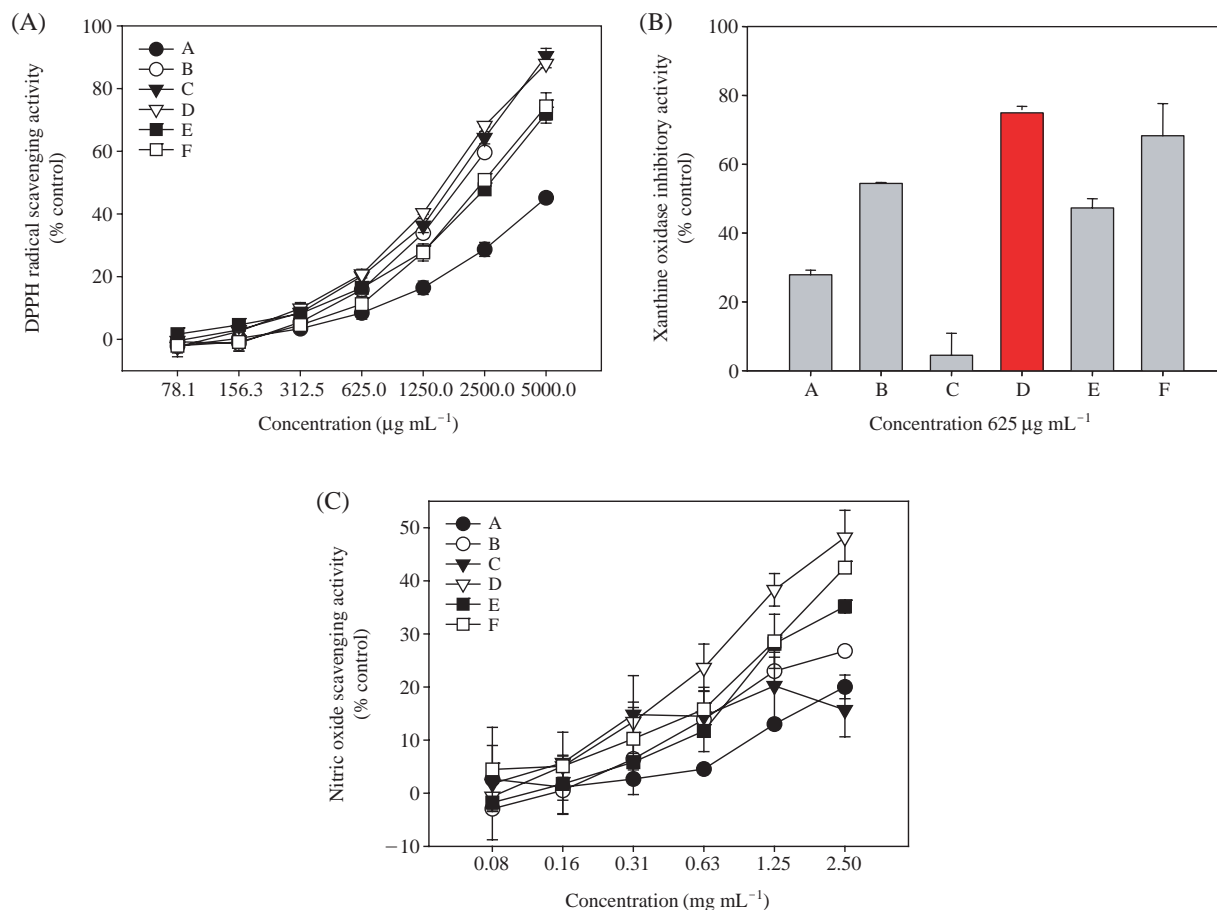 (A)
DPPH radical scavenging activity
(% control)
100
80
60
40
20
0
A
B
C
D
E
F
78.1 156.3 312.5 625.0 1250.0 2500.0 5000.0
Concentration (μg mL⁻¹)
(B)
Xanthine oxidase inhibitory activity
(% control)
100
80
60
40
20
0
A B C D E F
Concentration 625 μg mL⁻¹
(C)
Nitric oxide scavenging activity
(% control)
50
40
30
20
10
0
−10
A
B
C
D
E
F
0.08 0.16 0.31 0.63 1.25 2.50
Concentration (mg mL⁻¹)